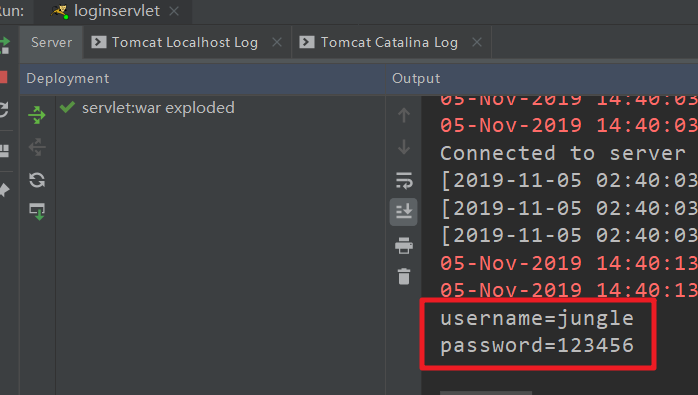 Run:
loginservlet
Server
Tomcat Localhost Log
Tomcat Catalina Log
Deployment
Output
servlet:war exploded
05-Nov-2019 14:40:03
05-Nov-2019 14:40:03
Connected to server
[2019-11-05 02:40:03
[2019-11-05 02:40:03
[2019-11-05 02:40:03
05-Nov-2019 14:40:13
05-Nov-2019 14:40:13
username=jungle
password=123456